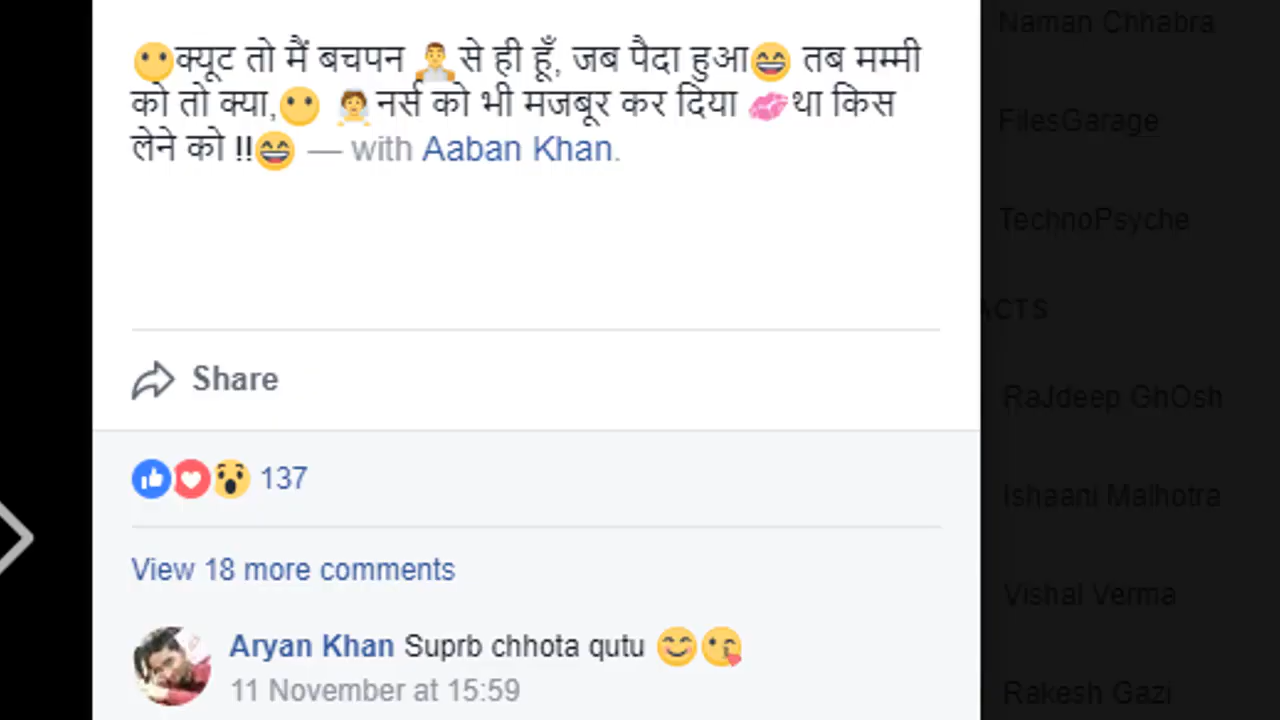 😶क्यूट तो मैं बचपन 🤷‍♂️से ही हूँ, जब पैदा हुआ😄 तब मम्मी
को तो क्या,😶 👰नर्स को भी मजबूर कर दिया 💋था किस
लेने को !!😄 — with Aaban Khan.
Share
137
View 18 more comments
Aryan Khan Suprb chhota qutu 😊😘
11 November at 15:59
Naman Chhabra
FilesGarage
TechnoPsyche
ACTS
RaJdeep GhOsh
Ishaani Malhotra
Vishal Verma
Rakesh Gazi